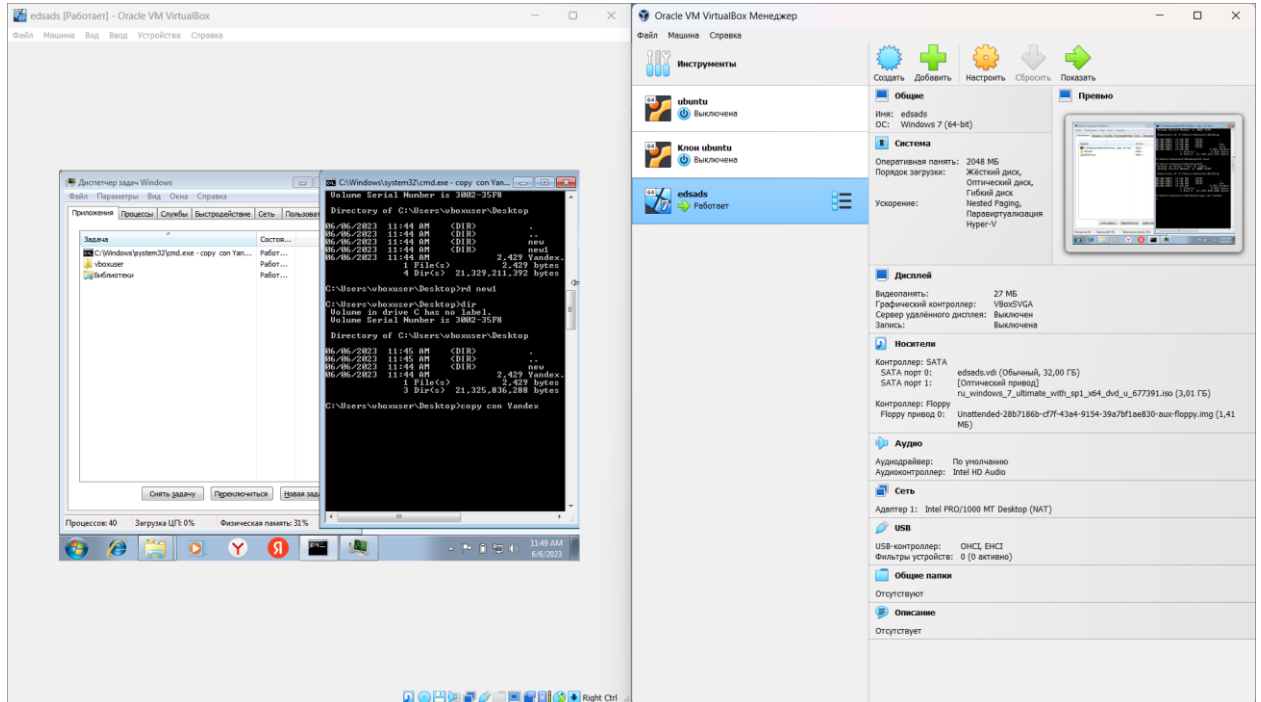 edsads [Работает] - Oracle VM VirtualBox
Файл Машина Вид Ввод Устройства Справка
Диспетчер задач Windows
Файл Параметры Вид Окна Справка
Приложения Процессы Службы Быстродействие Сеть Пользоват
Задача Состоя...
C:\Windows\system32\cmd.exe - copy con Yan... Работ...
vboxuser Работ...
Библиотеки Работ...
Снять задачу Переключиться Новая зад
Процессов: 40 Загрузка ЦП: 0% Физическая память: 31%
C:\Windows\system32\cmd.exe - copy con Yan...
Volume Serial Number is 3002-35F8
Directory of C:\Users\vboxuser\Desktop
06/06/2023 11:44 AM <DIR> .
06/06/2023 11:44 AM <DIR> ..
06/06/2023 11:44 AM <DIR> new
06/06/2023 11:44 AM <DIR> new1
06/06/2023 11:44 AM 2,429 Yandex.
1 File(s) 2,429 bytes
4 Dir(s) 21,329,211,392 bytes
C:\Users\vboxuser\Desktop>rd new1
C:\Users\vboxuser\Desktop>dir
Volume in drive C has no label.
Volume Serial Number is 3002-35F8
Directory of C:\Users\vboxuser\Desktop
06/06/2023 11:45 AM <DIR> .
06/06/2023 11:45 AM <DIR> ..
06/06/2023 11:44 AM <DIR> new
06/06/2023 11:44 AM 2,429 Yandex.
1 File(s) 2,429 bytes
3 Dir(s) 21,325,836,288 bytes
C:\Users\vboxuser\Desktop>copy con Yandex
11:49 AM
6/6/2023
Right Ctrl
Oracle VM VirtualBox Менеджер
Файл Машина Справка
Инструменты
ubuntu
Выключена
Клон ubuntu
Выключена
edsads
Работает
Создать Добавить Настроить Сбросить Показать
Общие
Имя: edsads
ОС: Windows 7 (64-bit)
Превью
Система
Оперативная память: 2048 МБ
Порядок загрузки: Жёсткий диск,
Оптический диск,
Гибкий диск
Ускорение: Nested Paging,
Паравиртуализация
Hyper-V
Дисплей
Видеопамять: 27 МБ
Графический контролл: VBoxSVGA
Сервер удалённого дисплея: Выключен
Запись: Выключена
Носители
Контроллер: SATA
SATA порт 0: edsads.vdi (Обычный, 32,00 ГБ)
SATA порт 1: [Оптический привод]
ru_windows_7_ultimate_with_sp1_x64_dvd_u_677391.iso (3,01 ГБ)
Контроллер: Floppy
Floppy привод 0: Unattended-28b7186b-cf7f-43a4-9154-39a7bf1ae830-aux-floppy.img (1,41
МБ)
Аудио
Аудиодрайвер: По умолчанию
Аудиоконтроллер: Intel HD Audio
Сеть
Адаптер 1: Intel PRO/1000 MT Desktop (NAT)
USB
USB-контроллер: OHCI, EHCI
Фильтры устройств: 0 (0 активно)
Общие папки
Отсутствуют
Описание
Отсутствует